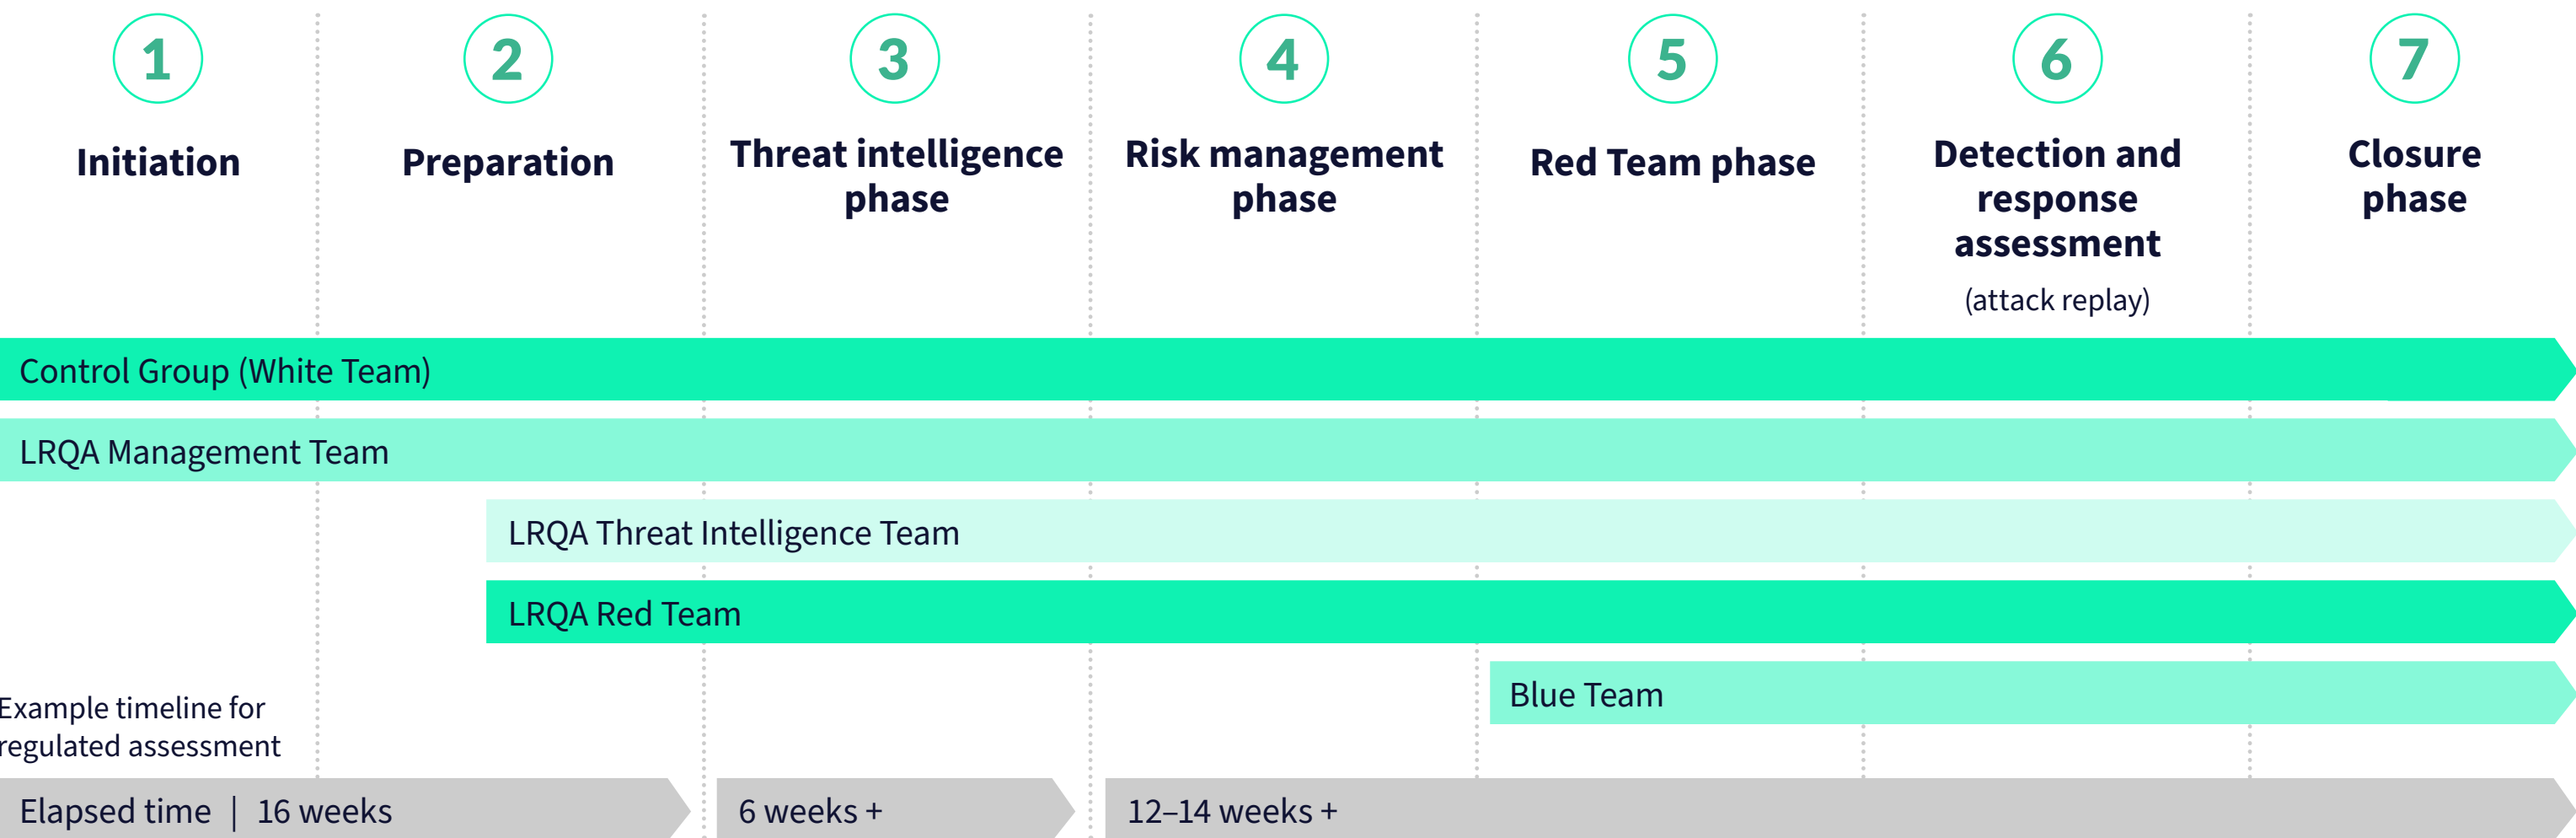 1
2
3
4
5
6
7
Initiation
Preparation
Threat intelligence
phase
Risk management
phase
Red Team phase
Detection and
response
assessment
(attack replay)
Closure
phase
Control Group (White Team)
LRQA Management Team
LRQA Threat Intelligence Team
LRQA Red Team
Blue Team
Example timeline for
regulated assessment
Elapsed time | 16 weeks
6 weeks +
12–14 weeks +